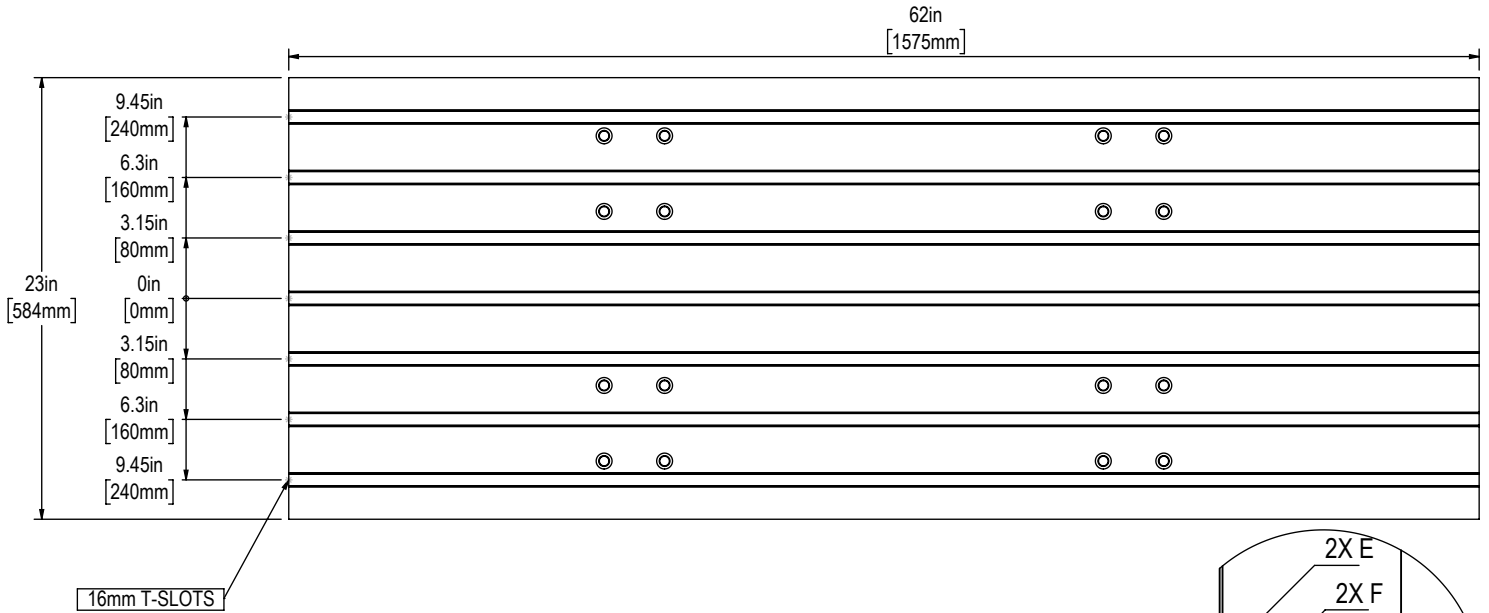 62in
[1575mm]
9.45in
[240mm]
6.3in
[160mm]
3.15in
[80mm]
23in
[584mm]
0in
[0mm]
3.15in
[80mm]
6.3in
[160mm]
9.45in
[240mm]
16mm T-SLOTS
2X E
2X F